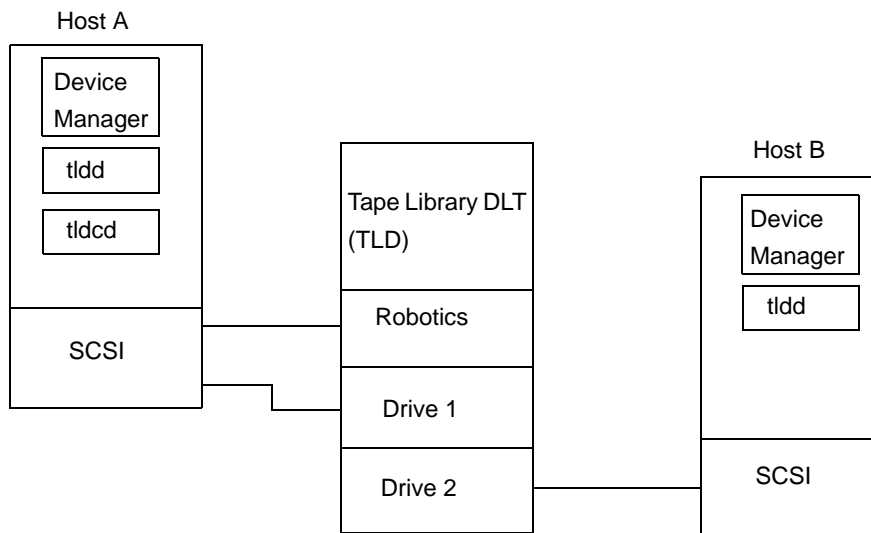 Host A
Device
Manager
tldd
tldcd
SCSI
Tape Library DLT
(TLD)
Robotics
Drive 1
Drive 2
Host B
Device
Manager
tldd
SCSI